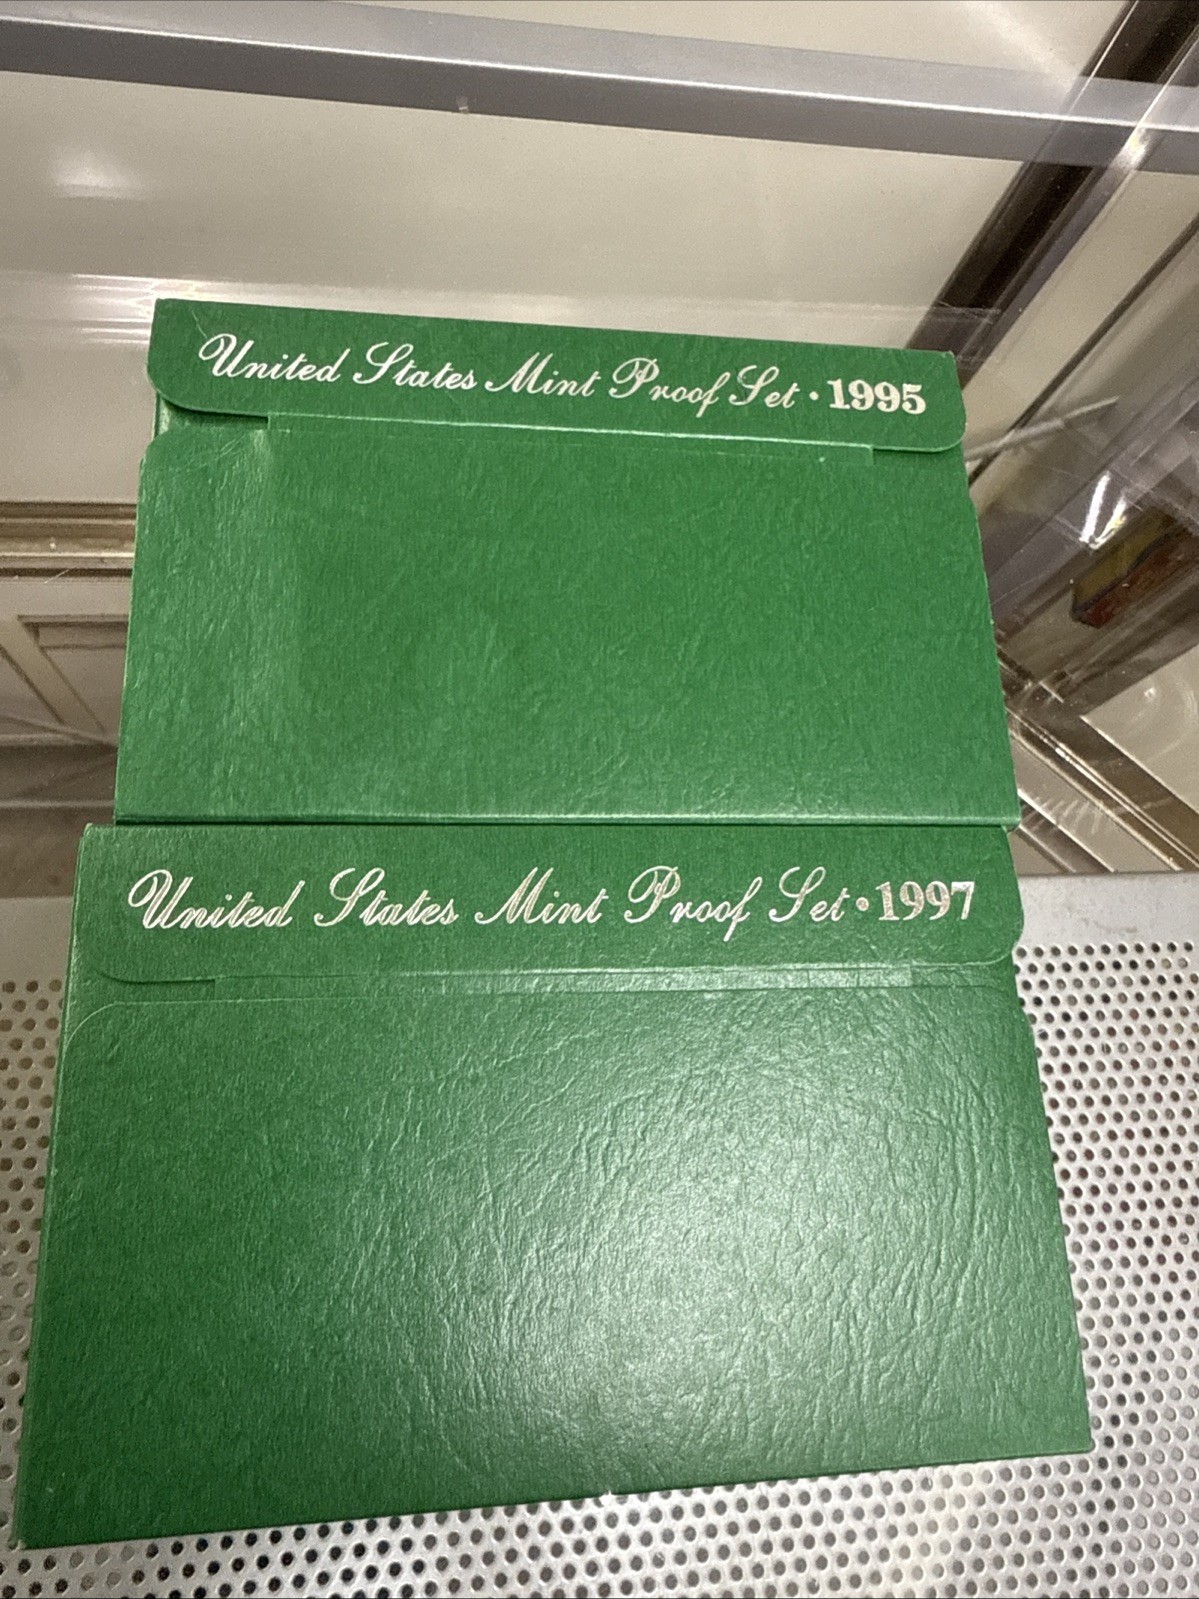 United States Mint Proof Set • 1995
United States Mint Proof Set • 1997